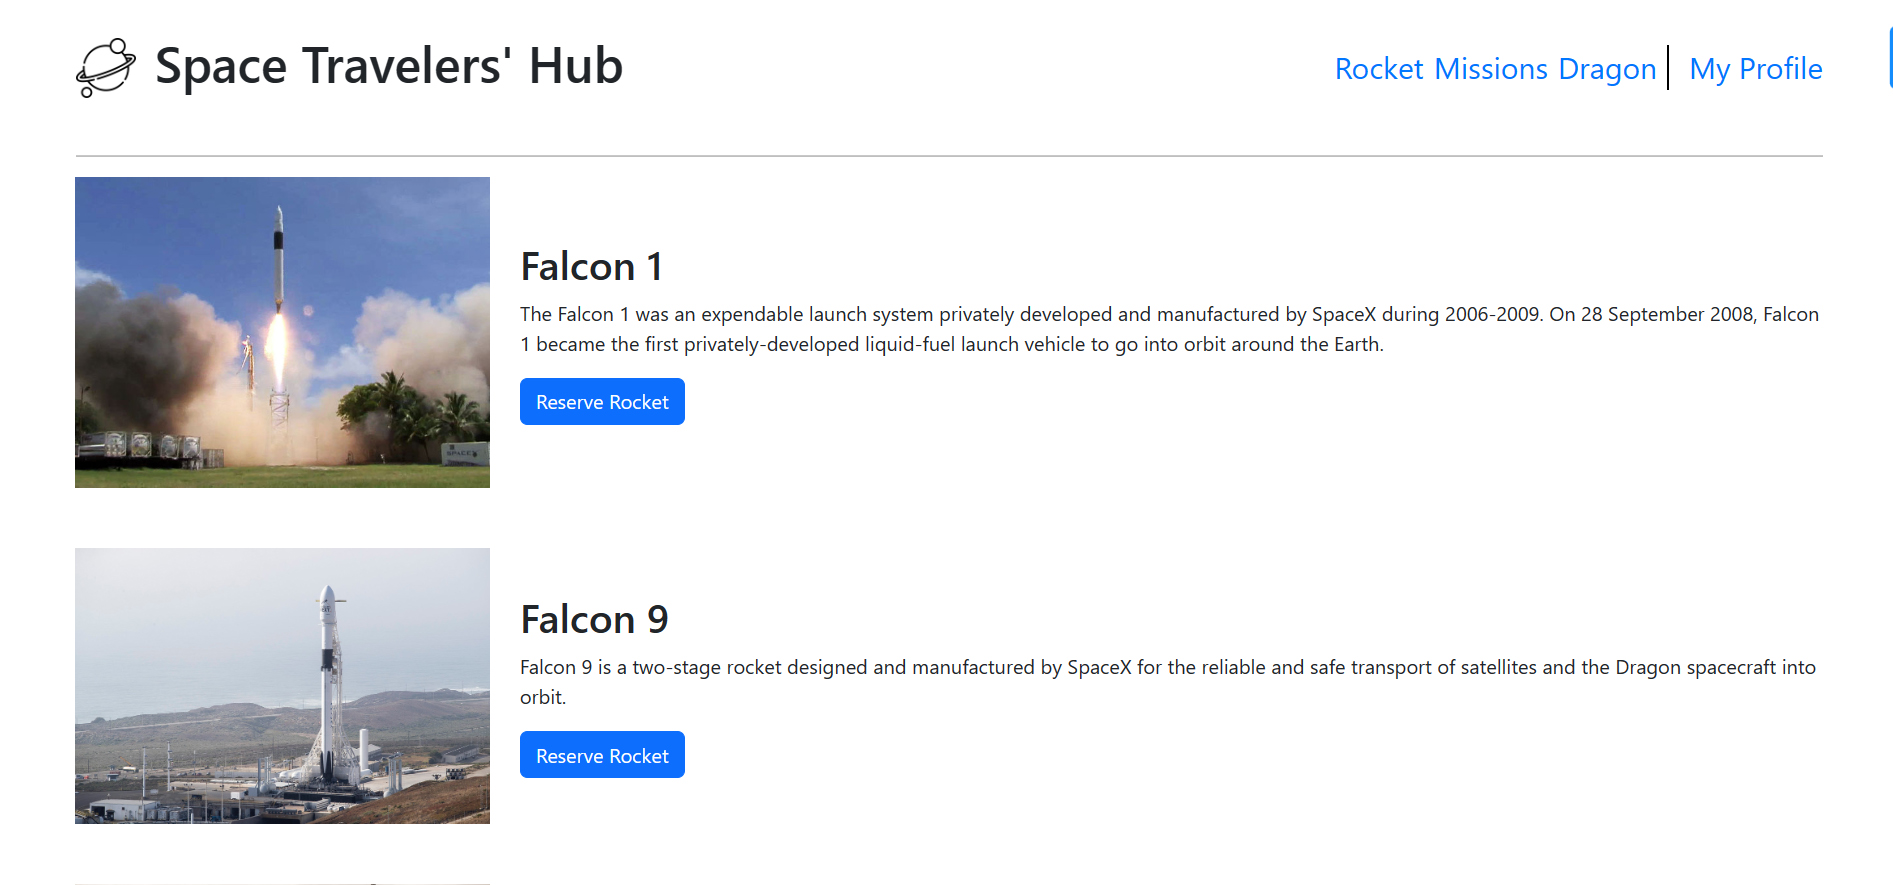 Space Travelers' Hub
Rocket Missions Dragon My Profile
Falcon 1
The Falcon 1 was an expendable launch system privately developed and manufactured by SpaceX during 2006-2009. On 28 September 2008, Falcon
1 became the first privately-developed liquid-fuel launch vehicle to go into orbit around the Earth.
Reserve Rocket
SPACEX
Falcon 9
Falcon 9 is a two-stage rocket designed and manufactured by SpaceX for the reliable and safe transport of satellites and the Dragon spacecraft into
orbit.
Reserve Rocket